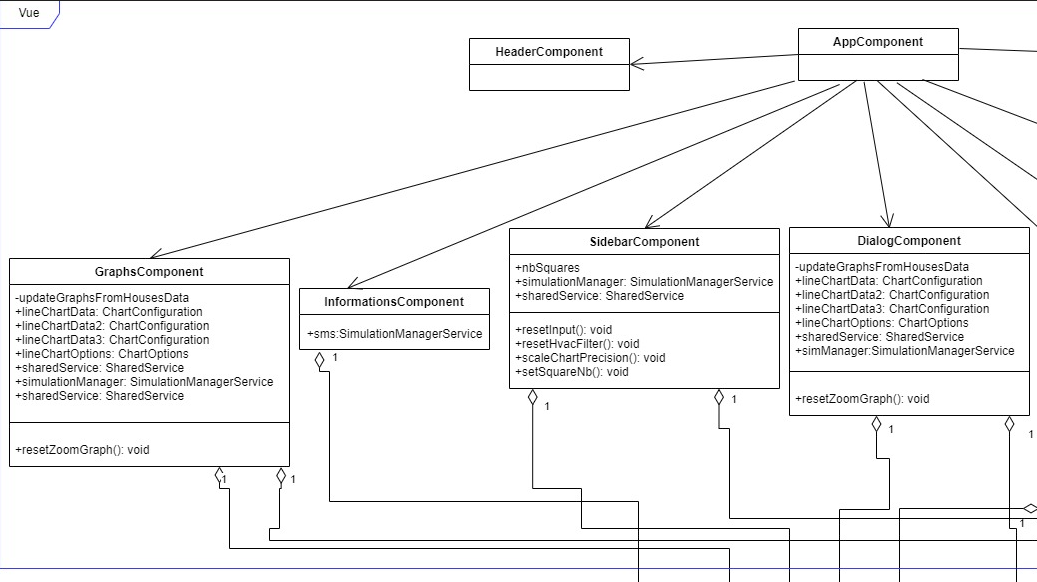 Vue
HeaderComponent
AppComponent
GraphsComponent
-updateGraphsFromHousesData
+lineChartData: ChartConfiguration
+lineChartData2: ChartConfiguration
+lineChartData3: ChartConfiguration
+lineChartOptions: ChartOptions
+sharedService: SharedService
+simulationManager: SimulationManagerService
+sharedService: SharedService
+resetZoomGraph(): void
1
1
InformationsComponent
+sms:SimulationManagerService
1
SidebarComponent
+nbSquares
+simulationManager: SimulationManagerService
+sharedService: SharedService
+resetInput(): void
+resetHvacFilter(): void
+scaleChartPrecision(): void
+setSquareNb(): void
1
1
DialogComponent
-updateGraphsFromHousesData
+lineChartData: ChartConfiguration
+lineChartData2: ChartConfiguration
+lineChartData3: ChartConfiguration
+lineChartOptions: ChartOptions
+sharedService: SharedService
+simManager:SimulationManagerService
+resetZoomGraph(): void
1
1
1